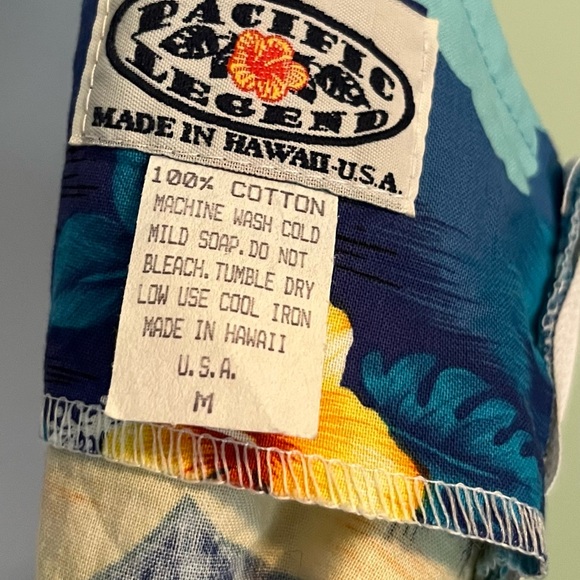 PACIFIC
LEGEND
MADE IN HAWAII-U.S.A.
100% COTTON
MACHINE WASH COLD
MILD SOAP. DO NOT
BLEACH. TUMBLE DRY
LOW USE COOL IRON
MADE IN HAWAII
U.S.A.
M